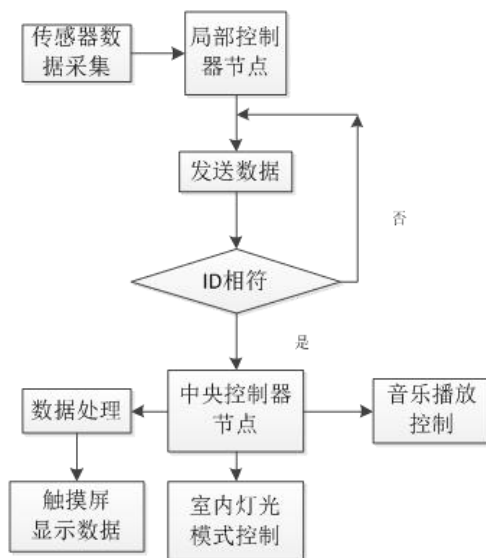 传感器数
据采集
局部控制
器节点
发送数据
否
ID相符
是
数据处理
中央控制器
节点
音乐播放
控制
触摸屏
显示数据
室内灯光
模式控制